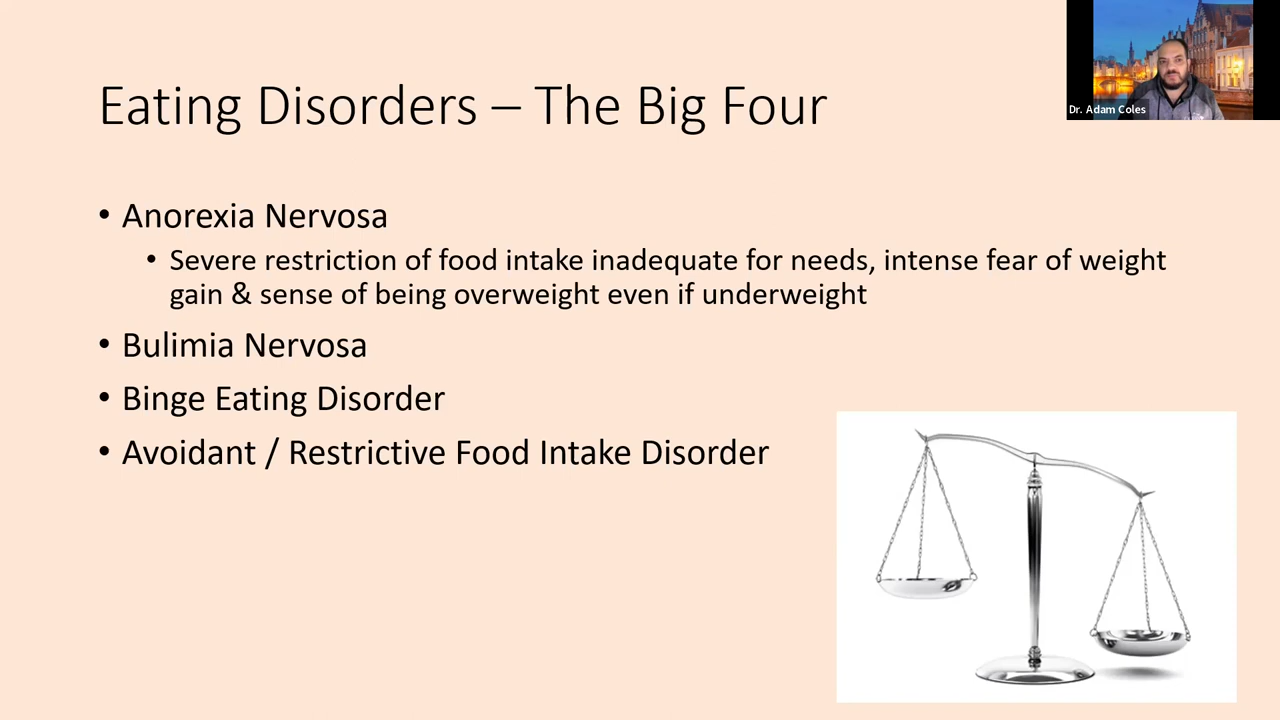 Dr. Adam Coles
Eating Disorders – The Big Four
• Anorexia Nervosa
• Severe restriction of food intake inadequate for needs, intense fear of weight
gain & sense of being overweight even if underweight
• Bulimia Nervosa
• Binge Eating Disorder
• Avoidant / Restrictive Food Intake Disorder